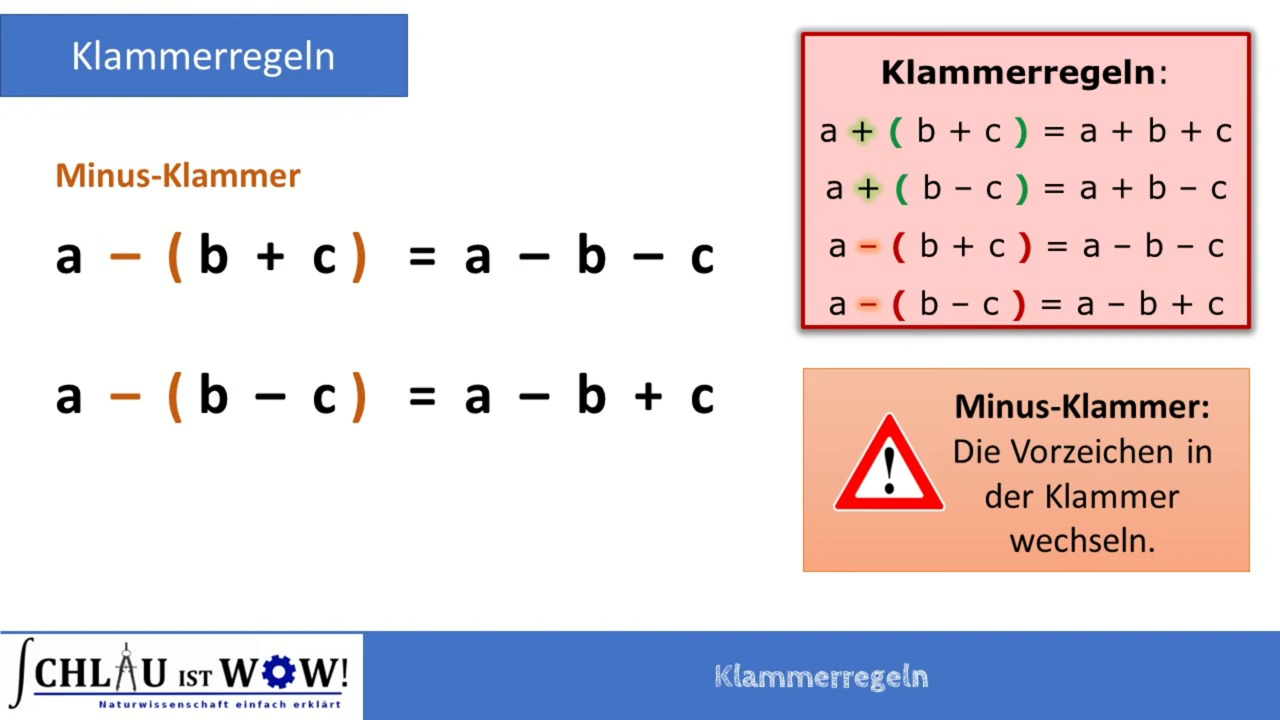 Klammerregeln
Minus-Klammer
a – ( b + c ) = a – b – c
a – ( b – c ) = a – b + c
Klammerregeln:
a + ( b + c ) = a + b + c
a + ( b – c ) = a + b – c
a – ( b + c ) = a – b – c
a – ( b – c ) = a – b + c
!
Minus-Klammer:
Die Vorzeichen in
der Klammer
wechseln.
SCHLAU IST WOW!
Naturwissenschaft einfach erklärt
Klammerregeln